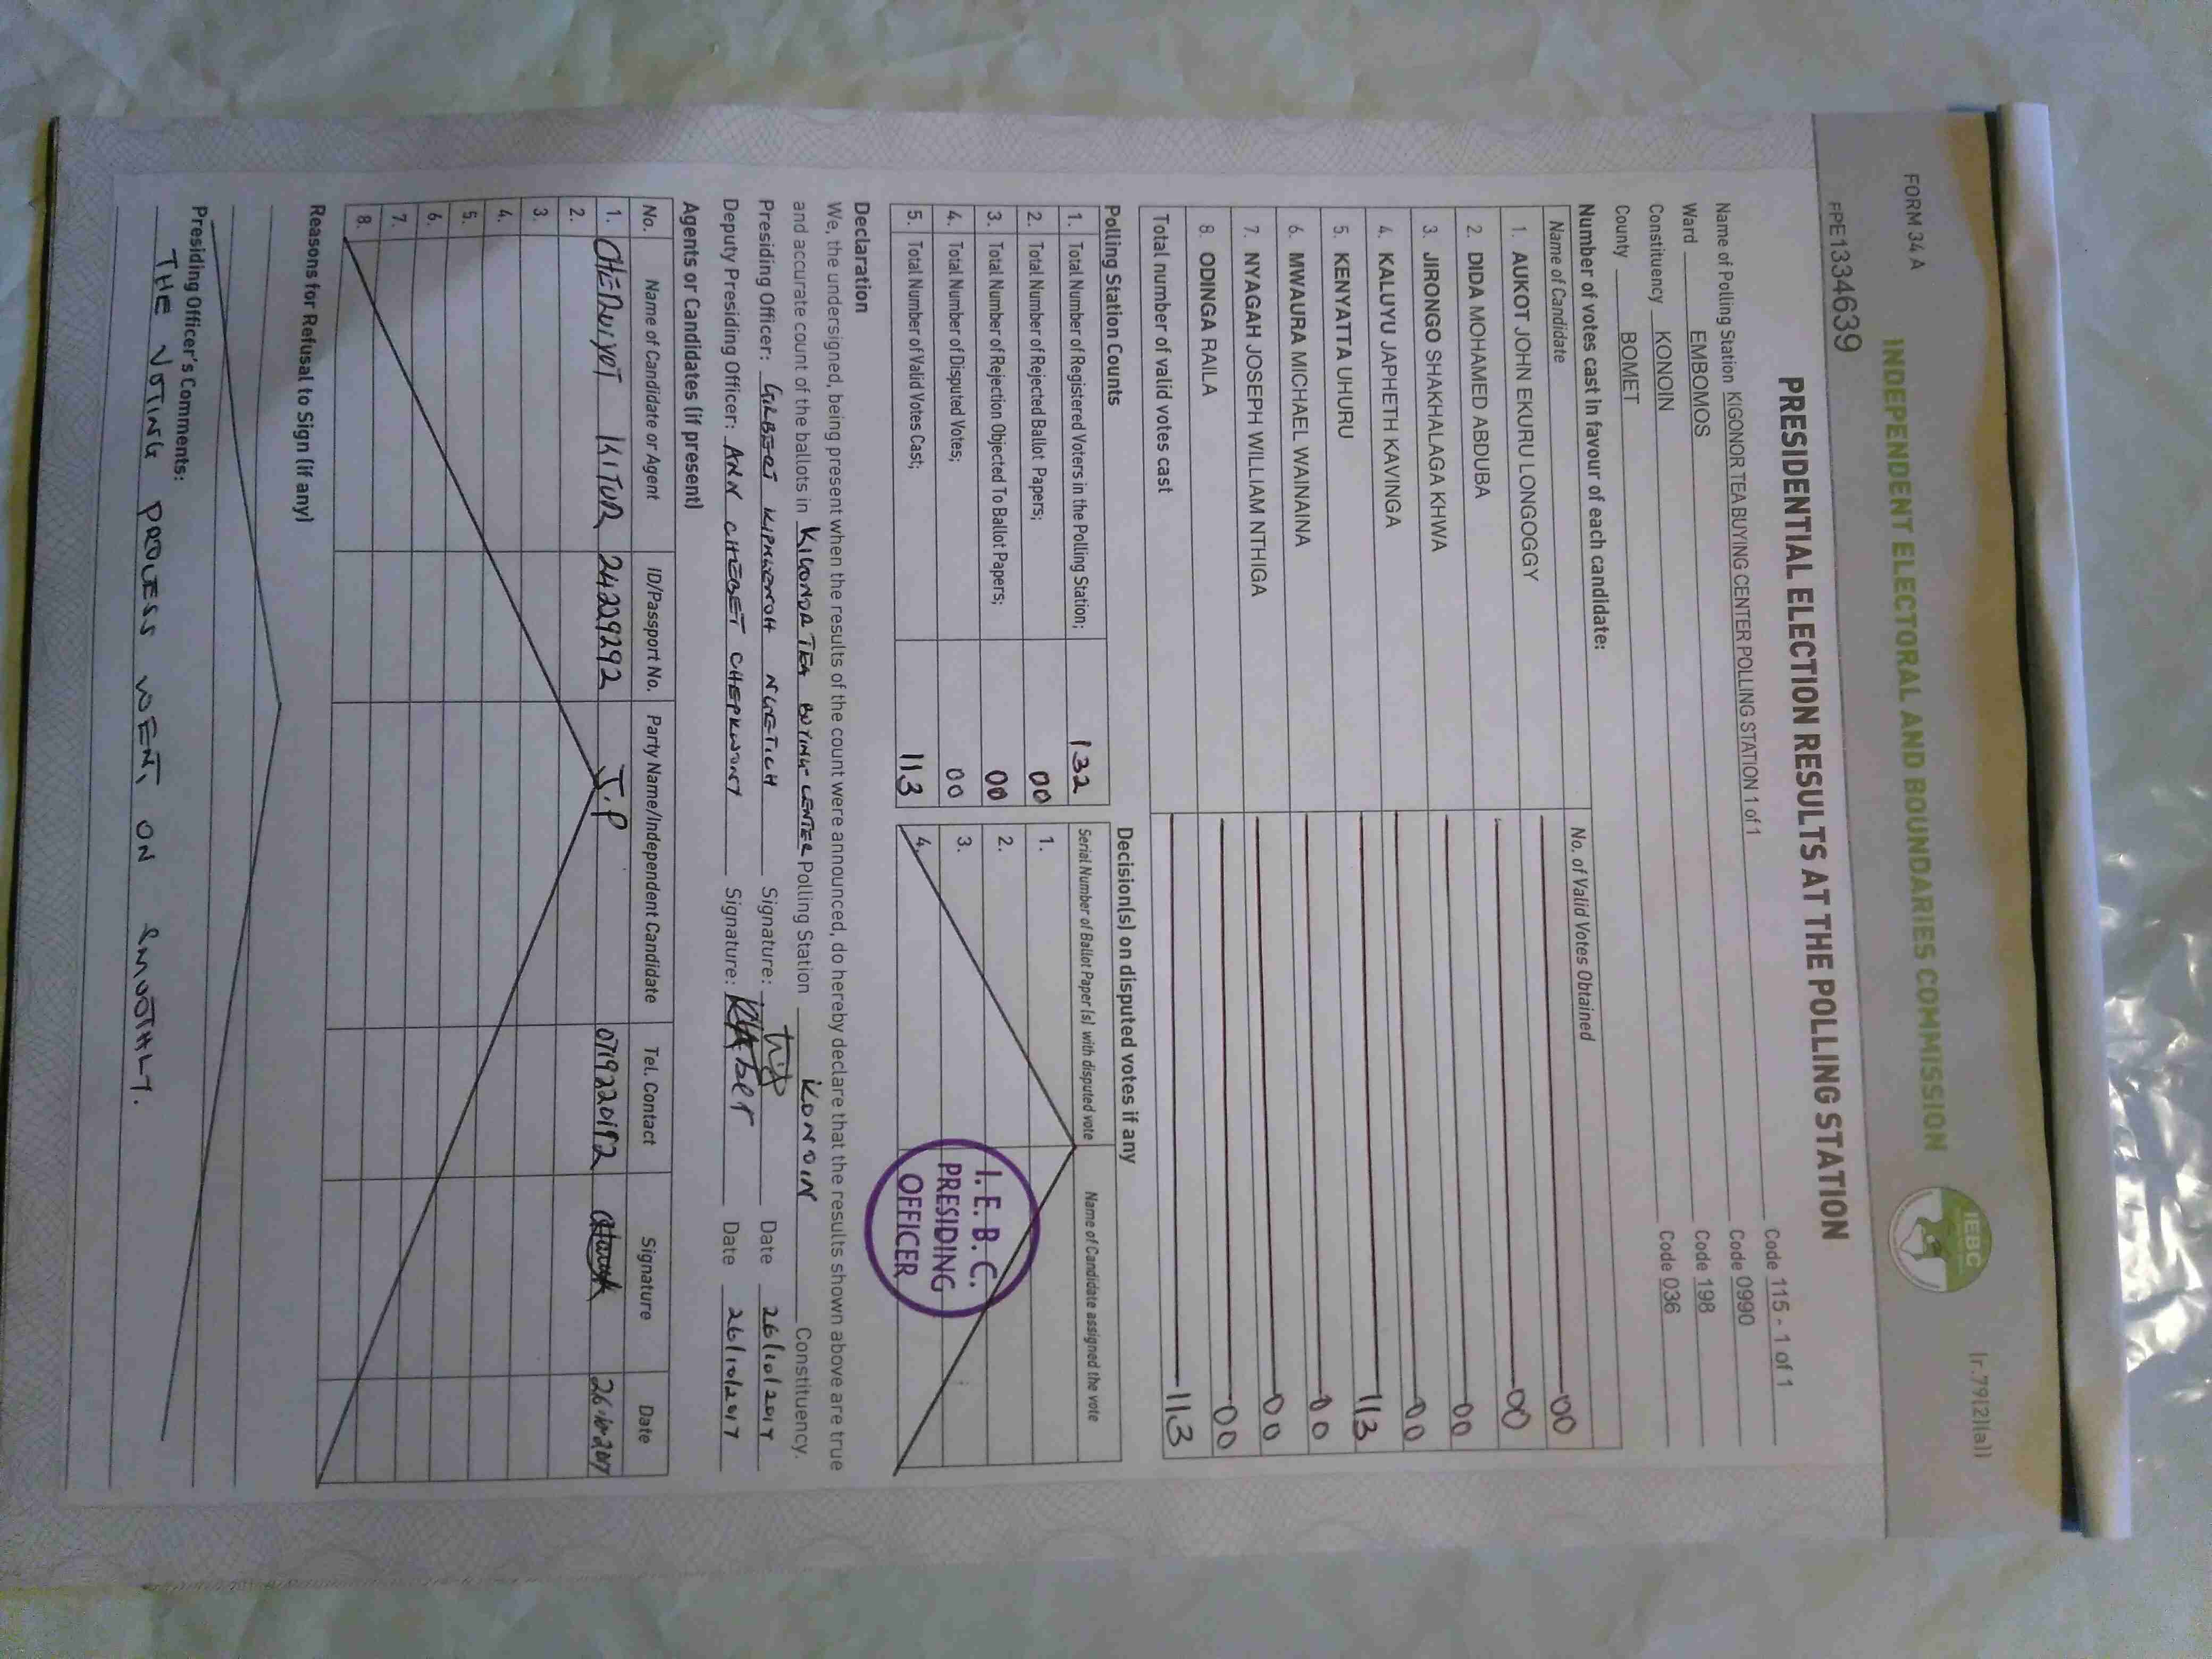 FORM 34 A
[r.79(2)(a)]
INDEPENDENT ELECTORAL AND BOUNDARIES COMMISSION
IEBC
FPE1334639
PRESIDENTIAL ELECTION RESULTS AT THE POLLING STATION
Name of Polling Station KIGONOR TEA BUYING CENTER POLLING STATION 1 of 1 Code 115 - 1 of 1
Ward EMBOMOS Code 0990
Constituency KONOIN Code 198
County BOMET Code 036
Number of votes cast in favour of each candidate:
Name of Candidate No. of Valid Votes Obtained
1. AUKOT JOHN EKURU LONGOGGY 00
2. DIDA MOHAMED ABDUBA 00
3. JIRONGO SHAKHALAGA KHWA 00
4. KALUYU JAPHETH KAVINGA 00
5. KENYATTA UHURU 113
6. MWAURA MICHAEL WAINAINA 00
7. NYAGAH JOSEPH WILLIAM NTHIGA 00
8. ODINGA RAILA 00
Total number of valid votes cast 113
Polling Station Counts
1. Total Number of Registered Voters in the Polling Station; 132
2. Total Number of Rejected Ballot Papers; 00
3. Total Number of Rejection Objected To Ballot Papers; 00
4. Total Number of Disputed Votes; 00
5. Total Number of Valid Votes Cast; 113
Decision(s) on disputed votes if any
Serial Number of Ballot Paper (s) with disputed vote Name of Candidate assigned the vote
1.
2.
3.
4.
I.E.B.C.
PRESIDING
OFFICER
Declaration
We, the undersigned, being present when the results of the count were announced, do hereby declare that the results shown above are true
and accurate count of the ballots in KIGONOR TEA BUYING CENTER Polling Station KONOIN Constituency.
Presiding Officer: GILBERT KIPKEMOI NGETICH Signature: Date 26/10/2017
Deputy Presiding Officer: ANN CHEBET CHEPKWONY Signature: Date 26/10/2017
Agents or Candidates (if present)
No. Name of Candidate or Agent ID/Passport No. Party Name/Independent Candidate Tel. Contact Signature Date
1. CHERUIYOT KITUR 24229292 J.P 0719220192 26.10.2017
2.
3.
4.
5.
6.
7.
8.
Reasons for Refusal to Sign (if any)
Presiding Officer's Comments:
THE VOTING PROCESS WENT ON SMOOTHLY.